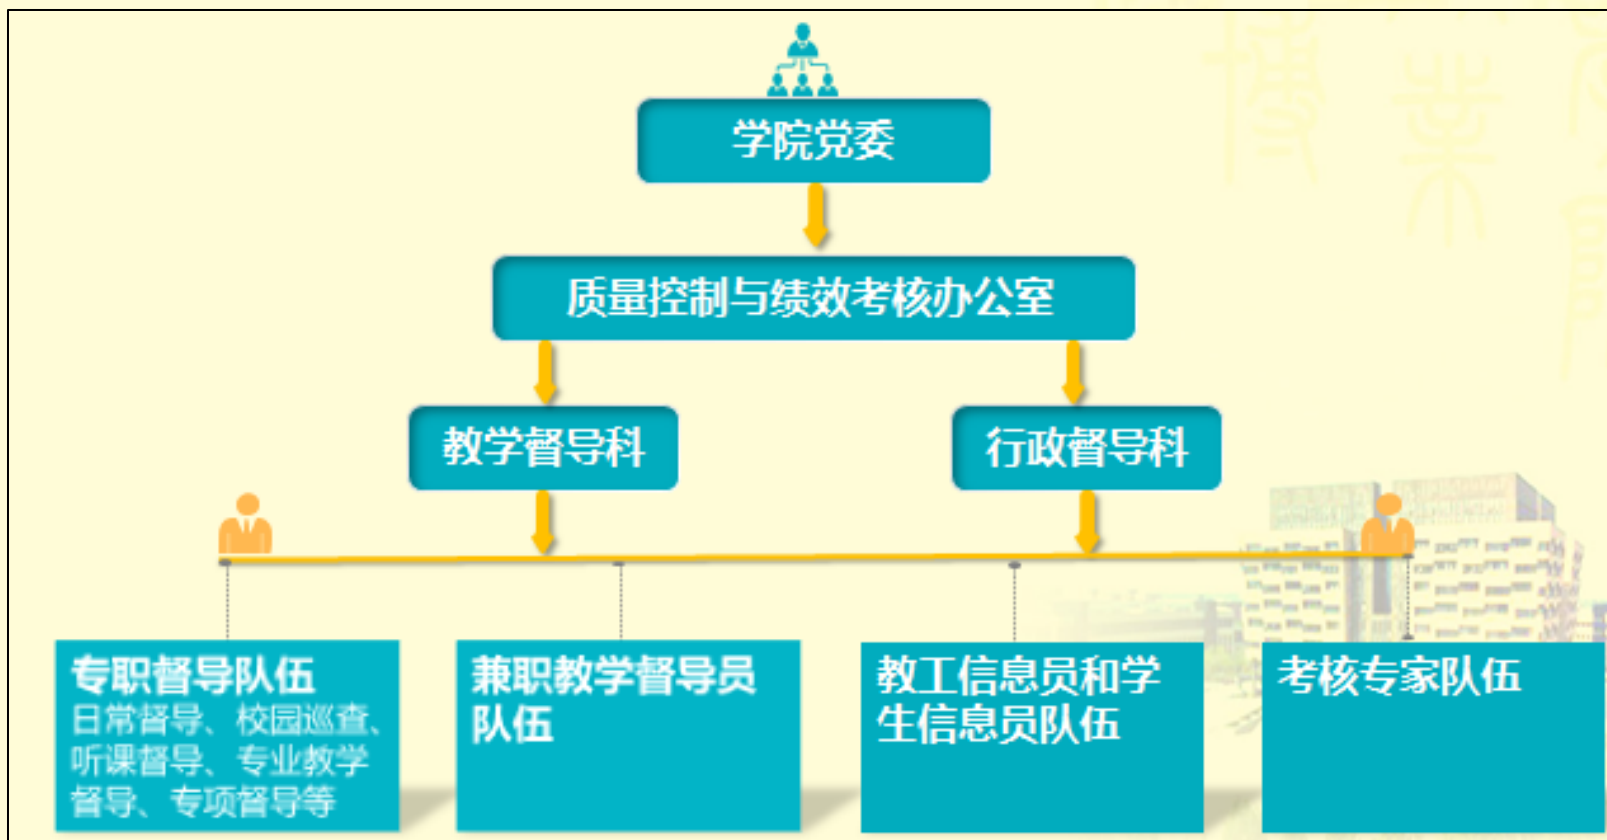 学院党委
质量控制与绩效考核办公室
教学督导科
行政督导科
专职督导队伍
日常督导、校园巡查、
听课督导、专业教学
督导、专项督导等
兼职教学督导员
队伍
教工信息员和学
生信息员队伍
考核专家队伍